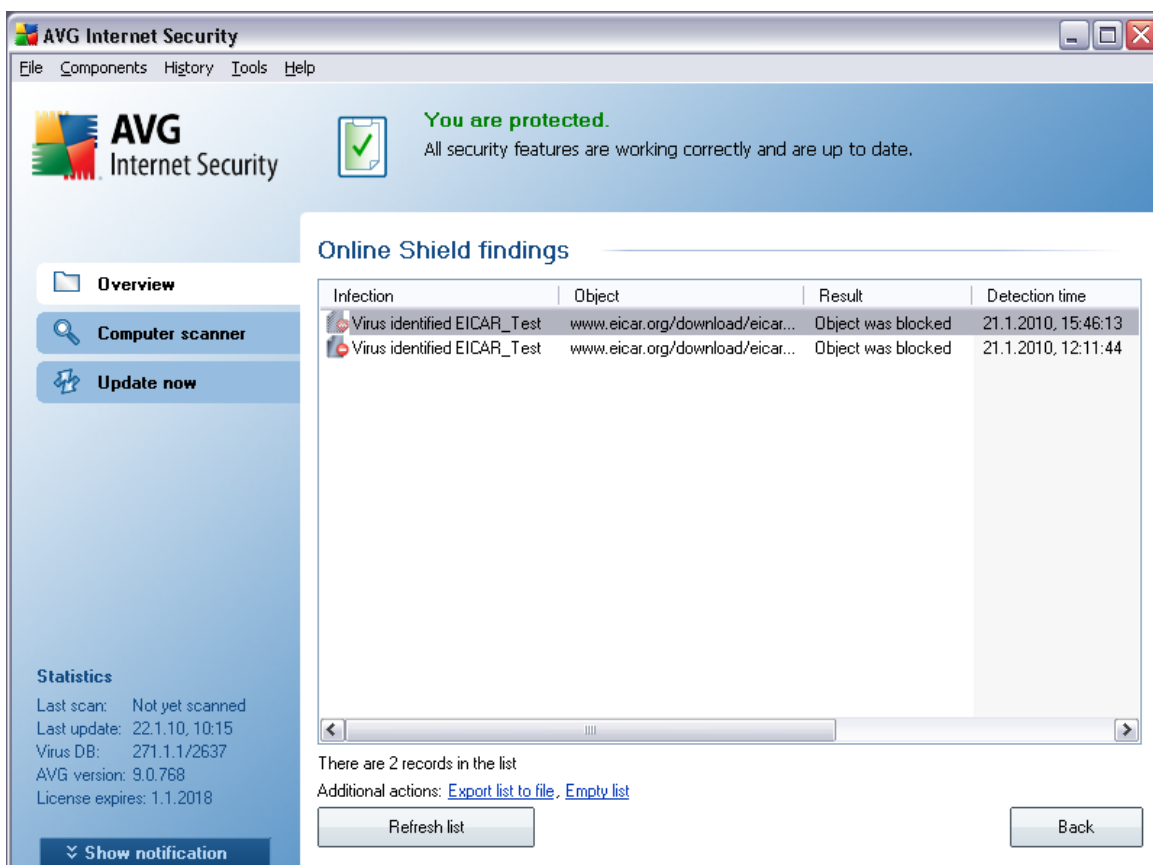 AVG Internet Security
File Components History Tools Help
AVG
Internet Security
You are protected.
All security features are working correctly and are up to date.
Overview
Computer scanner
Update now
Online Shield findings
Infection Object Result Detection time
Virus identified EICAR_Test www.eicar.org/download/eicar... Object was blocked 21.1.2010, 15:46:13
Virus identified EICAR_Test www.eicar.org/download/eicar... Object was blocked 21.1.2010, 12:11:44
There are 2 records in the list
Additional actions: Export list to file, Empty list
Refresh list Back
Statistics
Last scan: Not yet scanned
Last update: 22.1.10, 10:15
Virus DB: 271.1.1/2637
AVG version: 9.0.768
License expires: 1.1.2018
Show notification